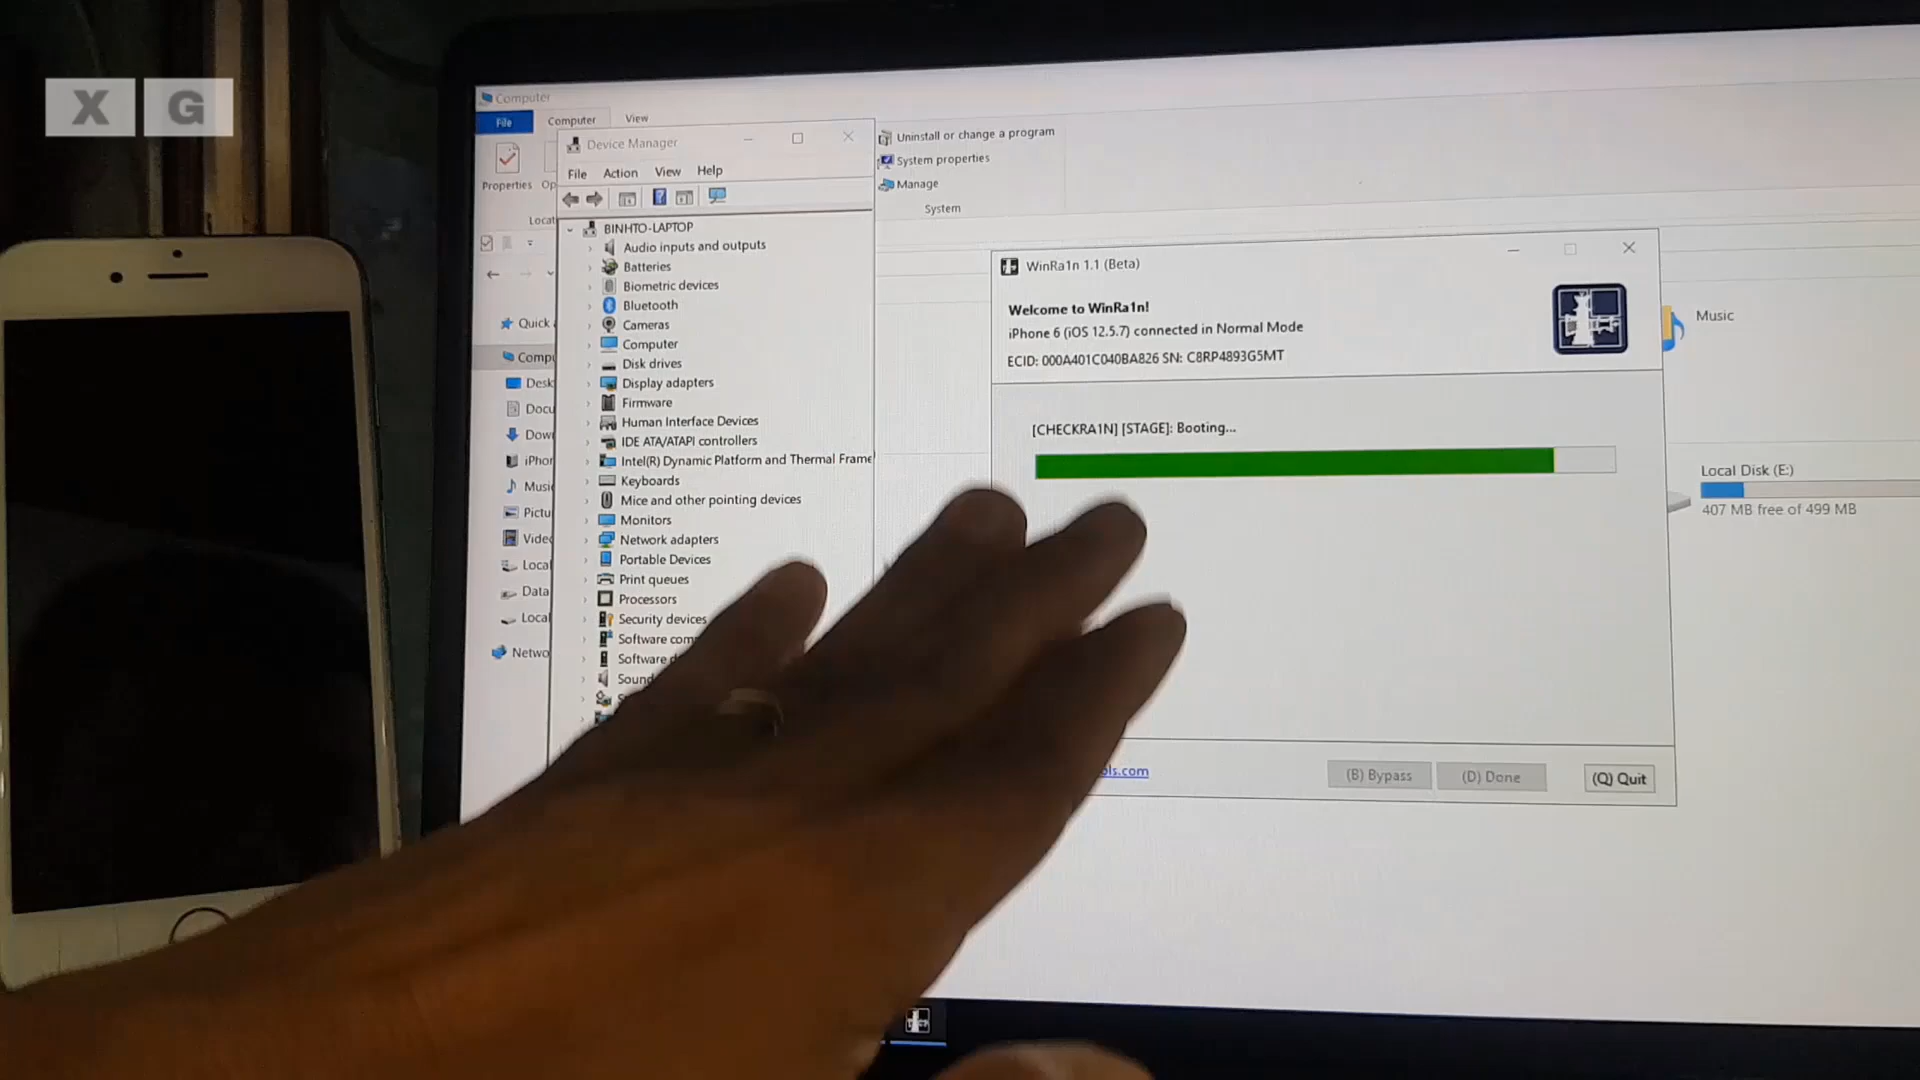 X G
Computer
File Computer View
Properties
Uninstall or change a program
System properties
Manage
System
Device Manager
File Action View Help
BINHTO-LAPTOP
Audio inputs and outputs
Batteries
Biometric devices
Bluetooth
Cameras
Computer
Disk drives
Display adapters
Firmware
Human Interface Devices
IDE ATA/ATAPI controllers
Intel(R) Dynamic Platform and Thermal Frame
Keyboards
Mice and other pointing devices
Monitors
Network adapters
Portable Devices
Print queues
Processors
Security devices
Software com
Software d
Sound
Quick
Comp
Desk
Docu
Dow
iPhor
Music
Pictu
Vide
Local
Data
Local
Netwo
WinRa1n 1.1 (Beta)
Welcome to WinRa1n!
iPhone 6 (iOS 12.5.7) connected in Normal Mode
ECID: 000A401C040BA826 SN: C8RP4893G5MT
[CHECKRA1N] [STAGE]: Booting...
ols.com
(B) Bypass (D) Done (Q) Quit
Music
Local Disk (E:)
407 MB free of 499 MB